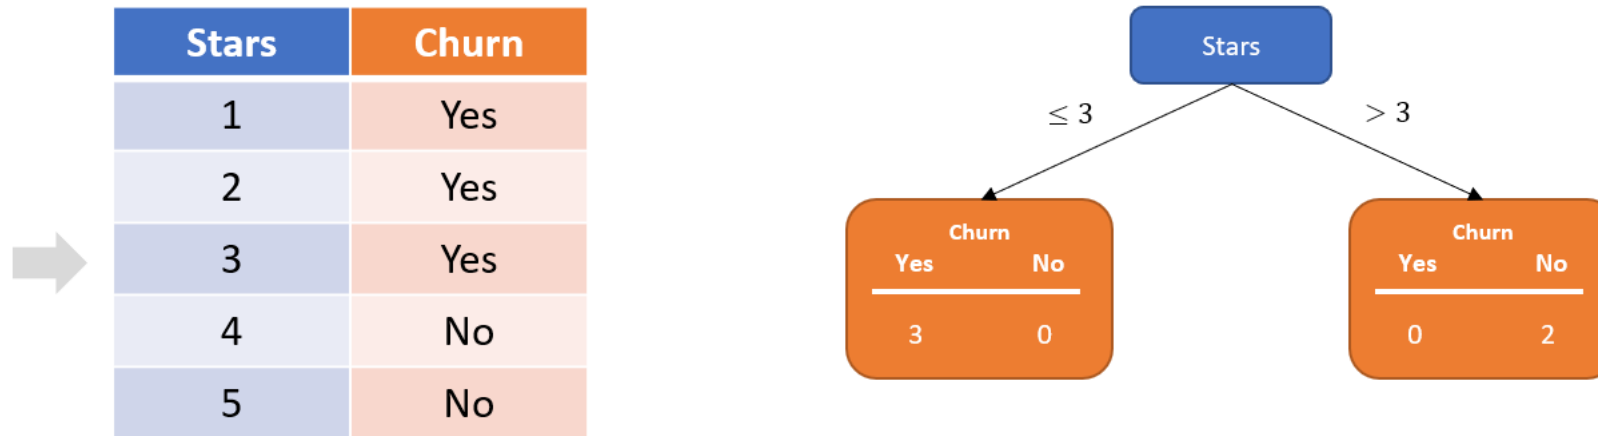 Stars Churn
1 Yes
2 Yes
3 Yes
4 No
5 No
Stars
≤ 3
> 3
Churn
Yes No
3 0
Churn
Yes No
0 2